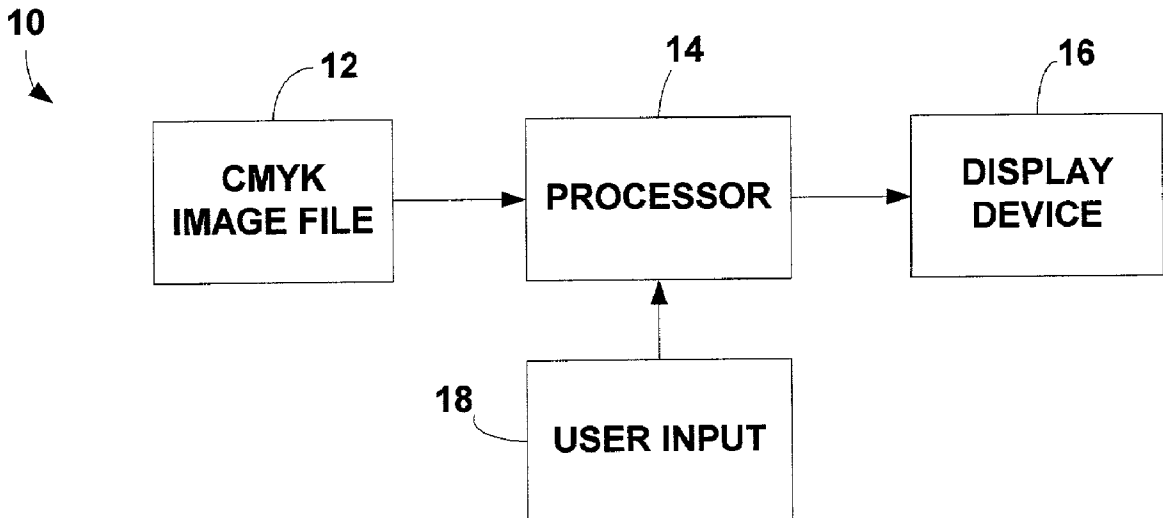 10
12
14
16
CMYK
IMAGE FILE
PROCESSOR
DISPLAY
DEVICE
18
USER INPUT